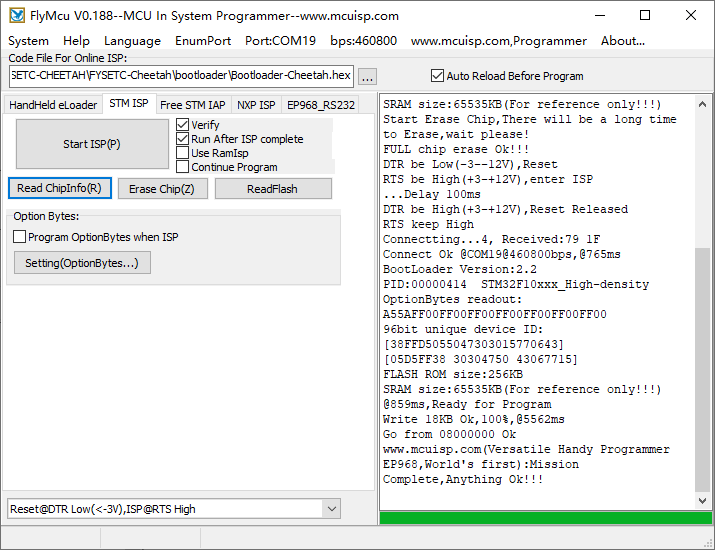 FlyMcu V0.188--MCU In System Programmer--www.mcuisp.com
System Help Language EnumPort Port:COM19 bps:460800 www.mcuisp.com,Programmer About...
Code File For Online ISP:
SETC-CHEETAH\FYSETC-Cheetah\bootloader\Bootloader-Cheetah.hex ... Auto Reload Before Program
HandHeld eLoader STM ISP Free STM IAP NXP ISP EP968_RS232
Start ISP(P)
Verify
Run After ISP complete
Use RamIsp
Continue Program
Read ChipInfo(R) Erase Chip(Z) ReadFlash
Option Bytes:
Program OptionBytes when ISP
Setting(OptionBytes...)
Reset@DTR Low(<-3V),ISP@RTS High
SRAM size:65535KB(For reference only!!!)
Start Erase Chip,There will be a long time
to Erase,wait please!
FULL chip erase Ok!!!
DTR be Low(-3--12V),Reset
RTS be High(+3-+12V),enter ISP
...Delay 100ms
DTR be High(+3-+12V),Reset Released
RTS keep High
Connectting...4, Received:79 1F
Connect Ok @COM19@460800bps,@765ms
BootLoader Version:2.2
PID:00000414 STM32F10xxx_High-density
OptionBytes readout:
A55AFF00FF00FF00FF00FF00FF00FF00
96bit unique device ID:
[38FFD5055047303015770643]
[05D5FF38 30304750 43067715]
FLASH ROM size:256KB
SRAM size:65535KB(For reference only!!!)
@859ms,Ready for Program
Write 18KB Ok,100%,@5562ms
Go from 08000000 Ok
www.mcuisp.com(Versatile Handy Programmer
EP968,World's first):Mission
Complete,Anything Ok!!!